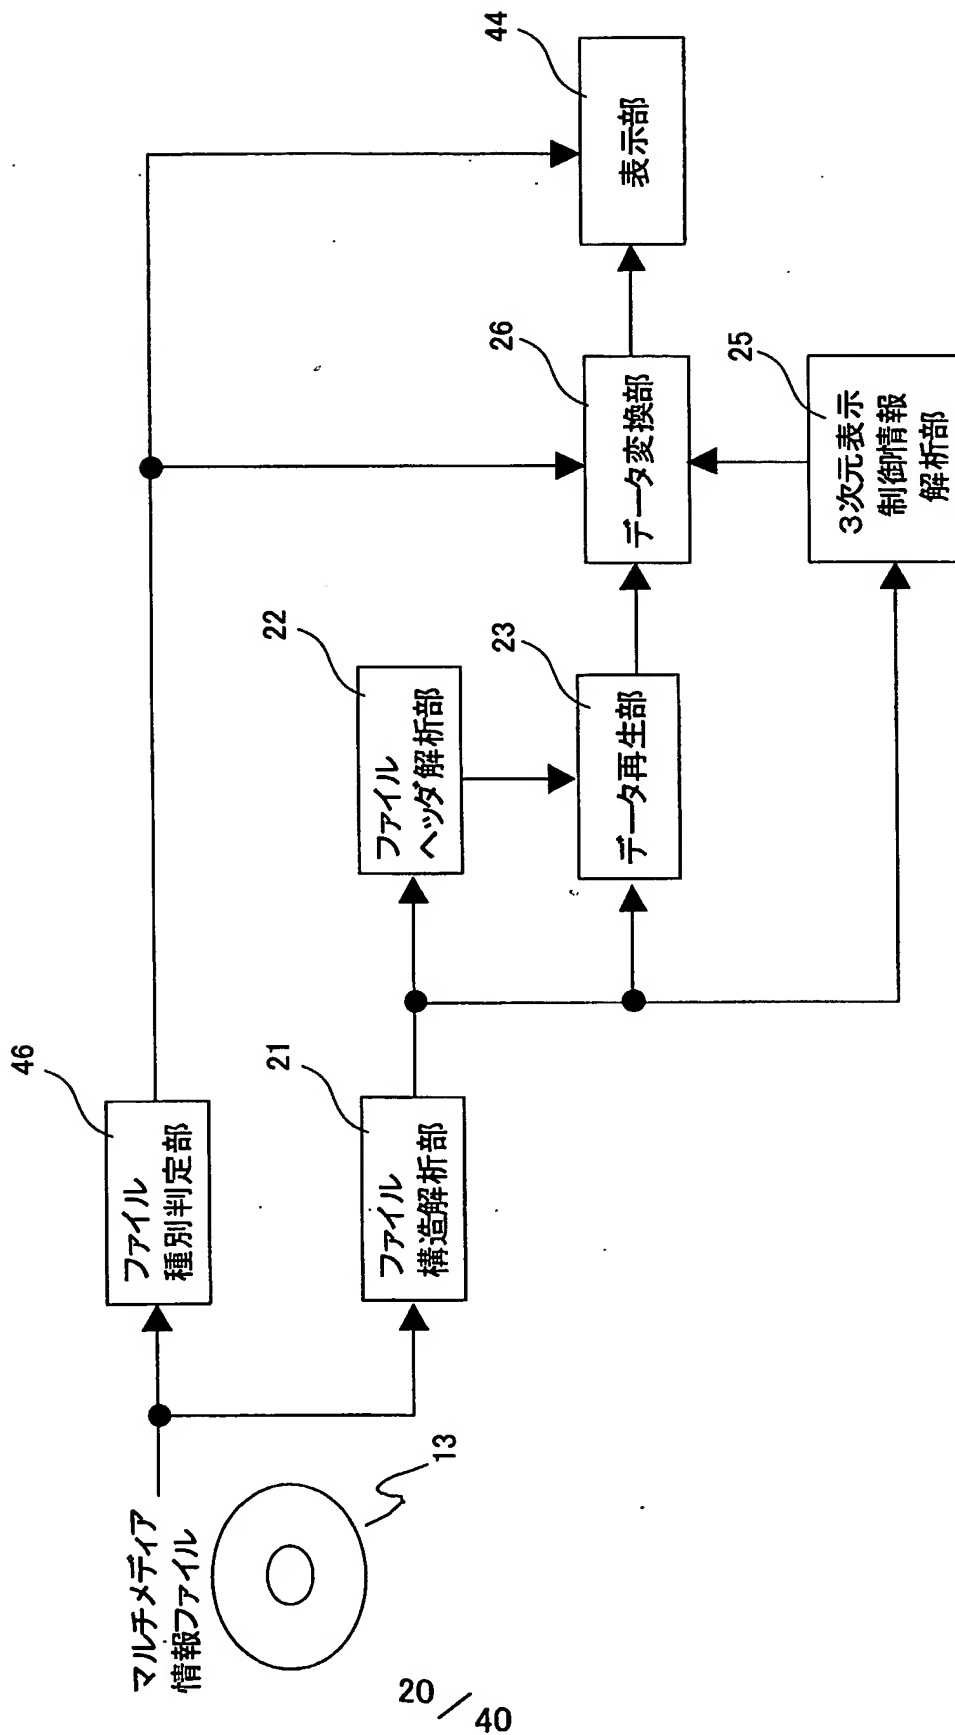 マルチメディア
情報ファイル
13
46
ファイル
種別判定部
21
ファイル
構造解析部
22
ファイル
ヘッダ解析部
23
データ再生部
26
データ変換部
25
3次元表示
制御情報
解析部
44
表示部
20/40